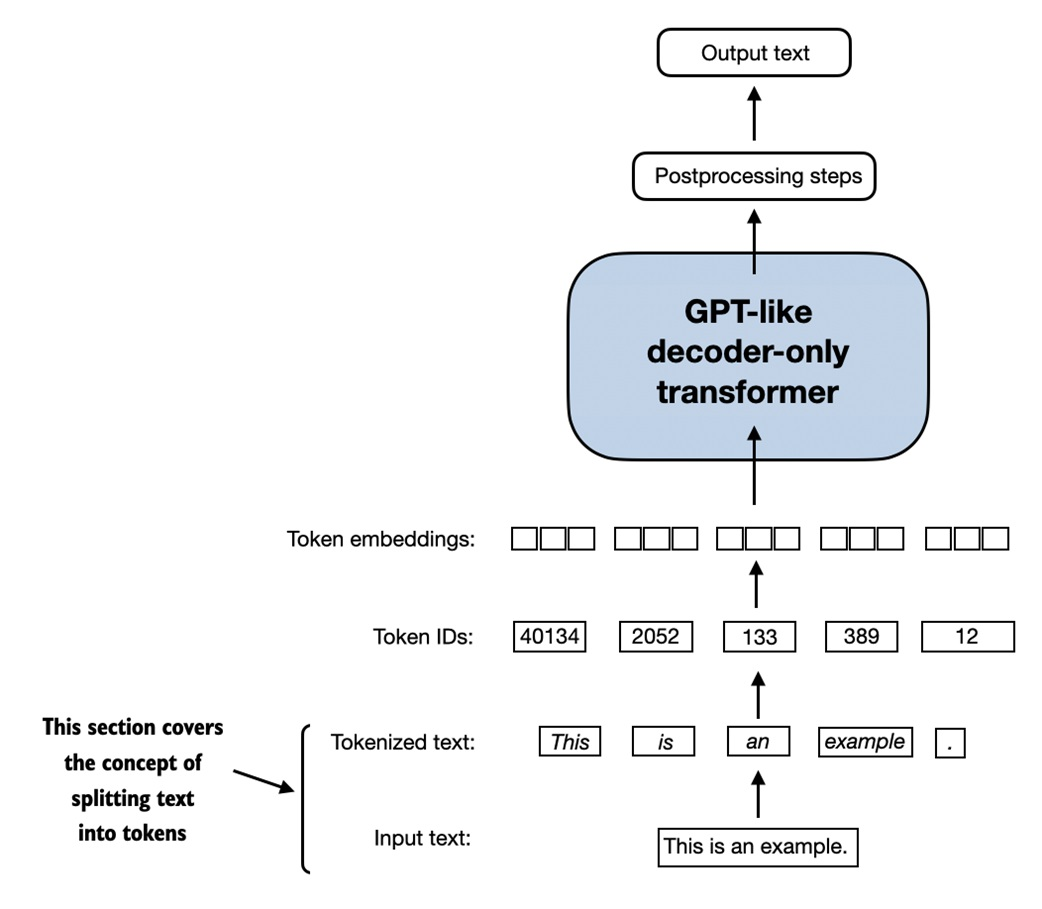 Output text
Postprocessing steps
GPT-like
decoder-only
transformer
Token embeddings:
Token IDs: 40134 2052 133 389 12
This section covers
the concept of
splitting text
into tokens
Tokenized text: This is an example .
Input text: This is an example.